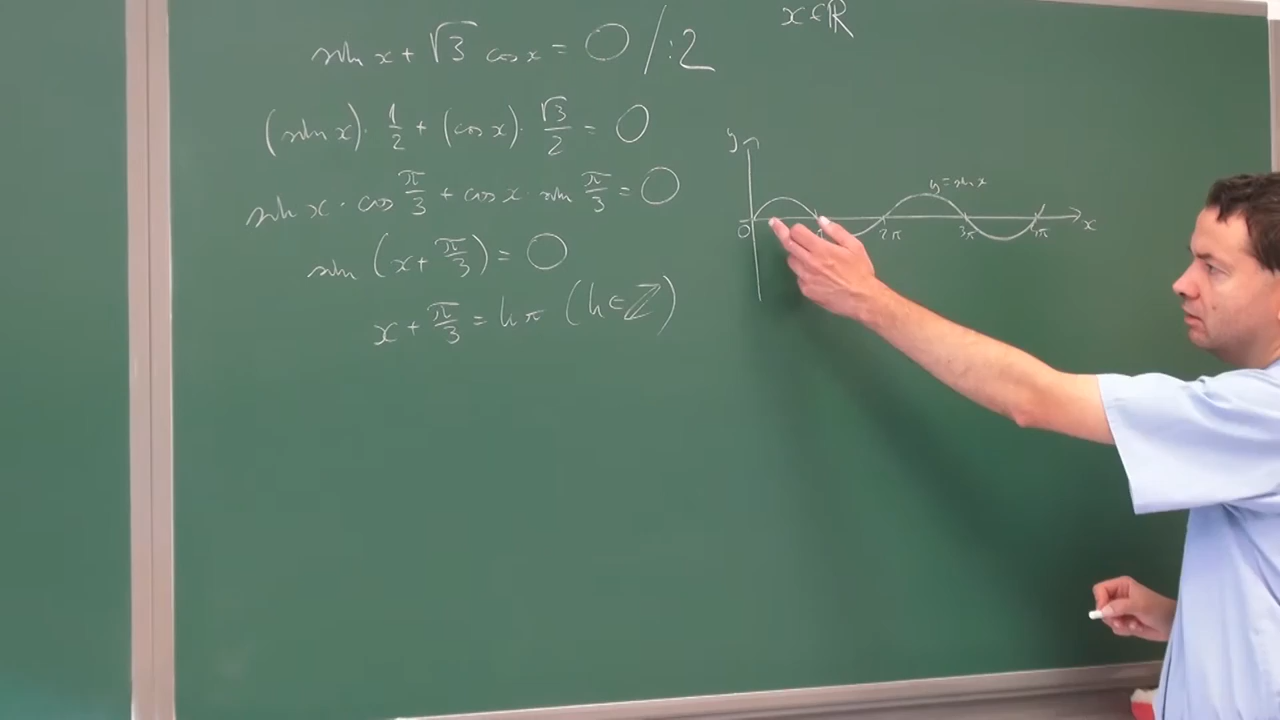 x ∈ ℝ
sin x + √3 cos x = 0 / :2
(sin x) · 1/2 + (cos x) · √3/2 = 0
sin x · cos π/3 + cos x · sin π/3 = 0
sin (x + π/3) = 0
x + π/3 = kπ (k ∈ ℤ)
y
y = sin x
0 π 2π 3π 4π x